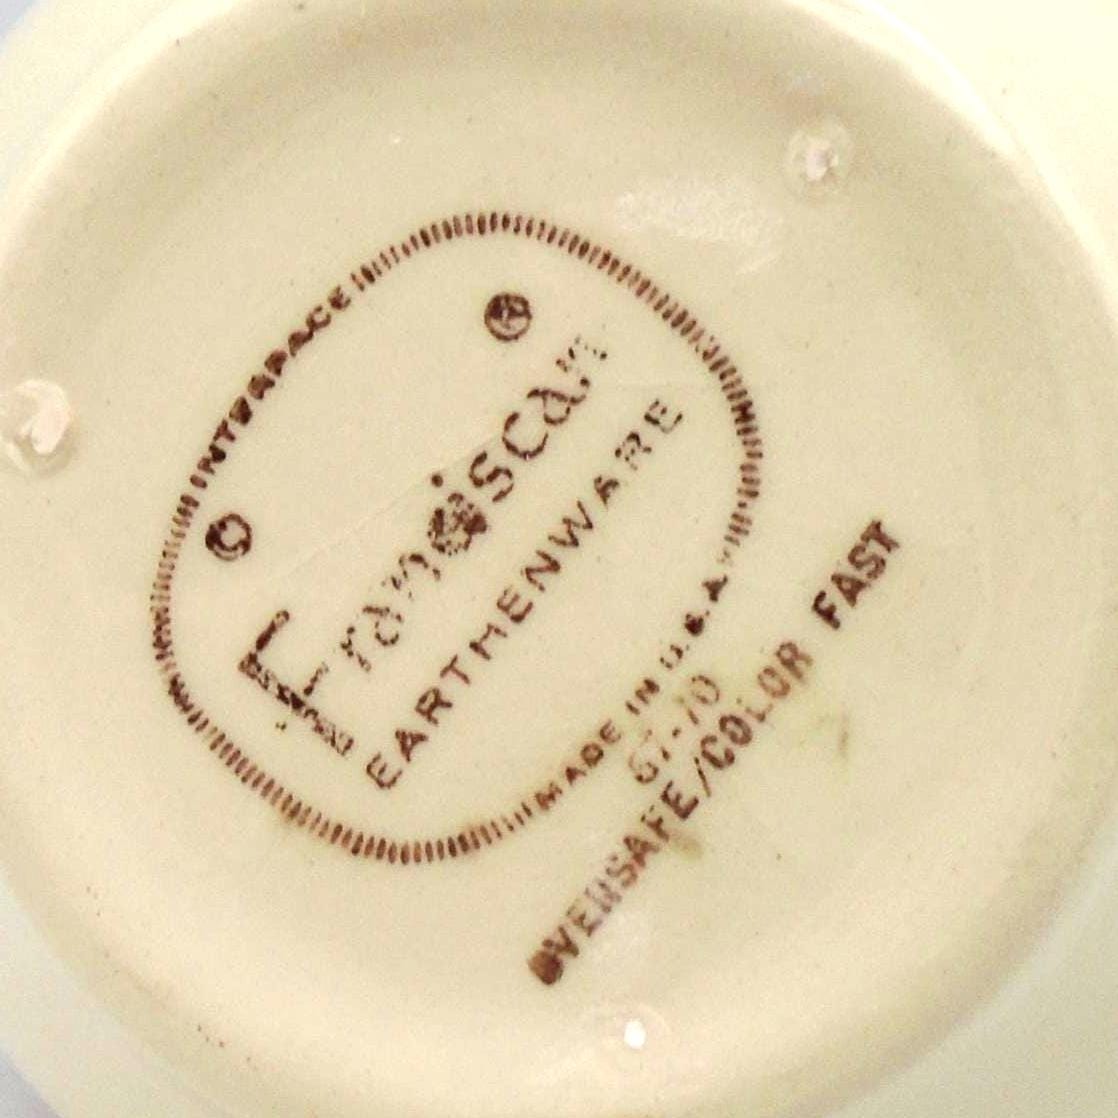 INTERPACE
®
©
Franciscan
EARTHENWARE
MADE IN U.S.A.
67-70
OVENSAFE/COLOR FAST